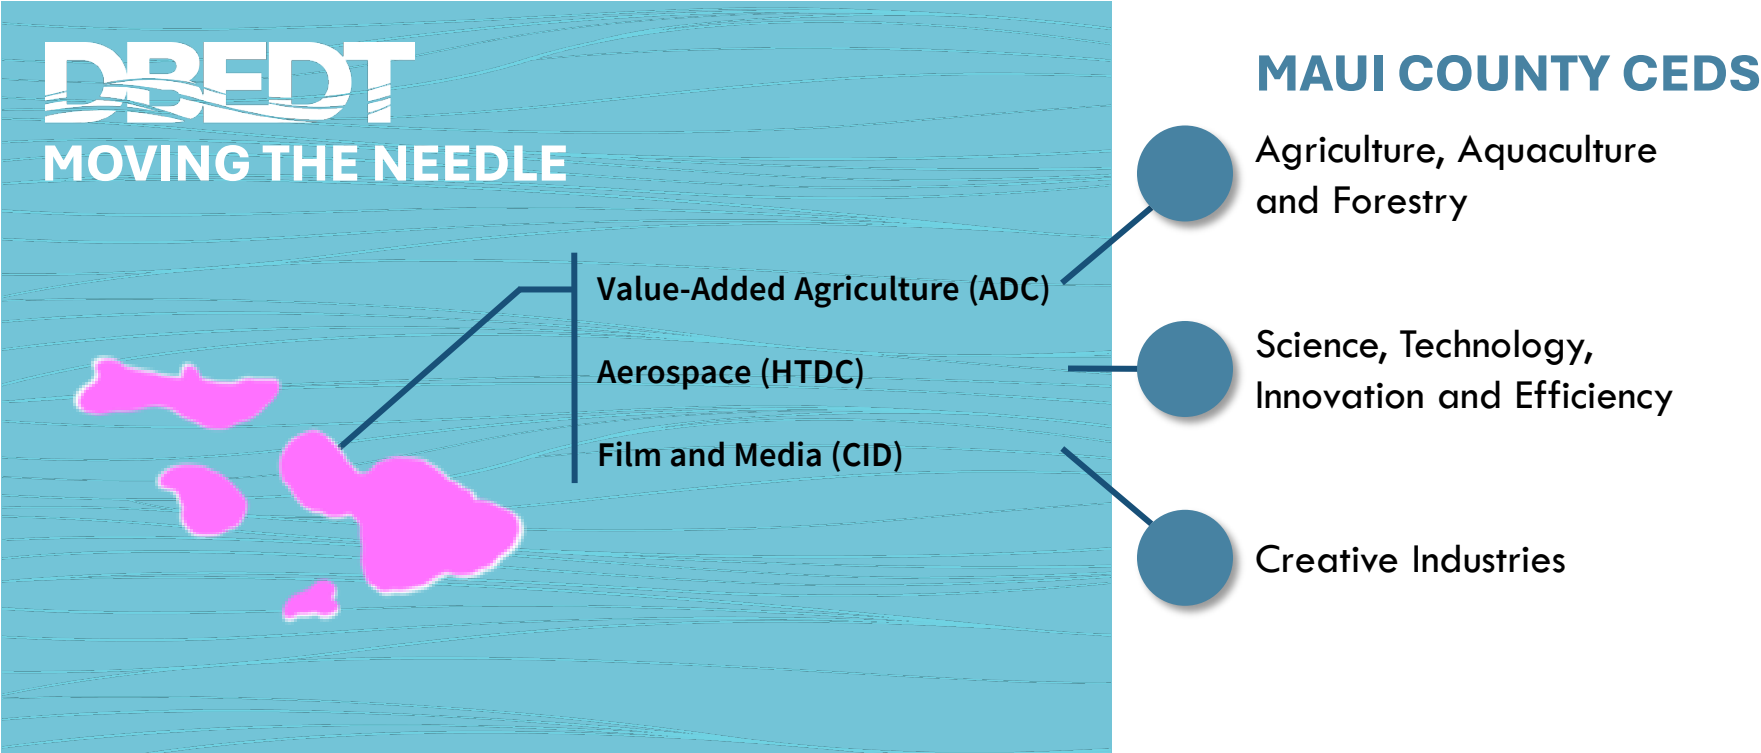 DBEDT
MOVING THE NEEDLE
Value-Added Agriculture (ADC)
Aerospace (HTDC)
Film and Media (CID)
MAUI COUNTY CEDS
Agriculture, Aquaculture
and Forestry
Science, Technology,
Innovation and Efficiency
Creative Industries